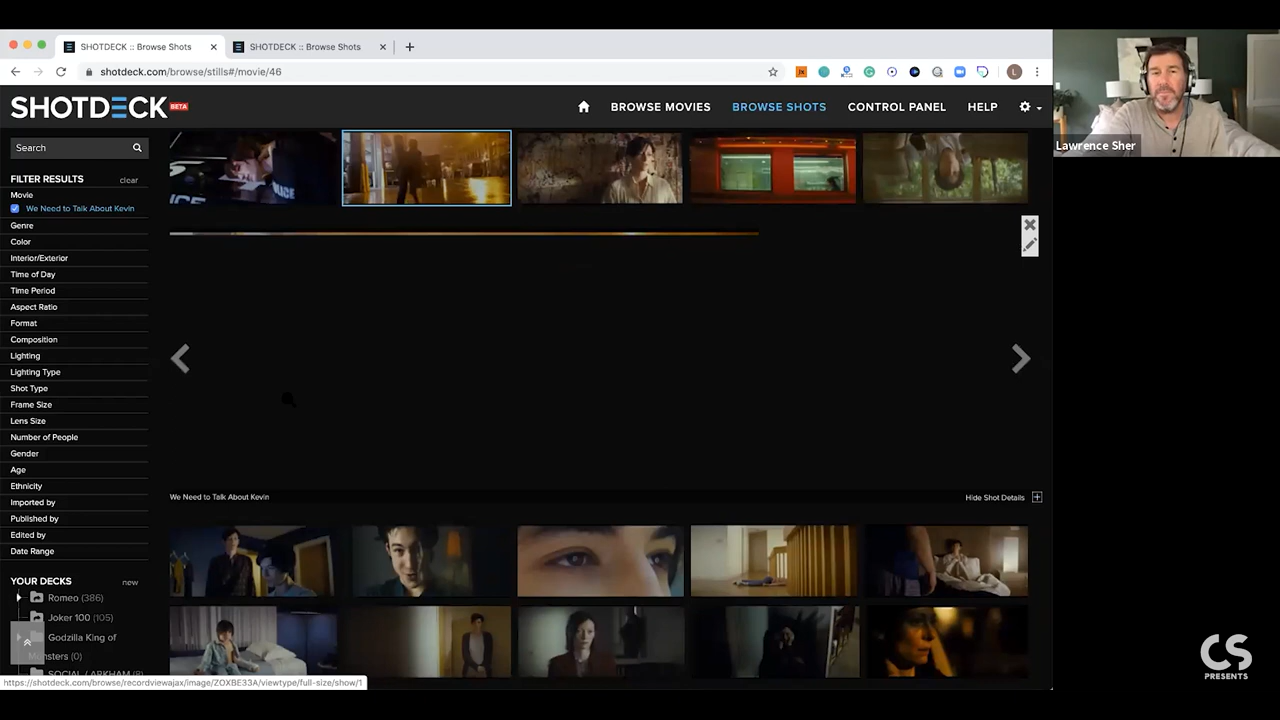 SHOTDECK :: Browse Shots
SHOTDECK :: Browse Shots
shotdeck.com/browse/stills#/movie/46
L
SHOTDECK BETA
BROWSE MOVIES
BROWSE SHOTS
CONTROL PANEL
HELP
Lawrence Sher
Search
FILTER RESULTS
clear
Movie
We Need to Talk About Kevin
Genre
Color
Interior/Exterior
Time of Day
Time Period
Aspect Ratio
Format
Composition
Lighting
Lighting Type
Shot Type
Frame Size
Lens Size
Number of People
Gender
Age
Ethnicity
Imported by
Published by
Edited by
Date Range
We Need to Talk About Kevin
Hide Shot Details
YOUR DECKS
new
Romeo (386)
Joker 100 (105)
Godzilla King of
Monsters (0)
SOCIAL / ARKHAM
https://shotdeck.com/browse/recordviewajax/image/ZOXBE33A/viewtype/full-size/show/1
CS
PRESENTS